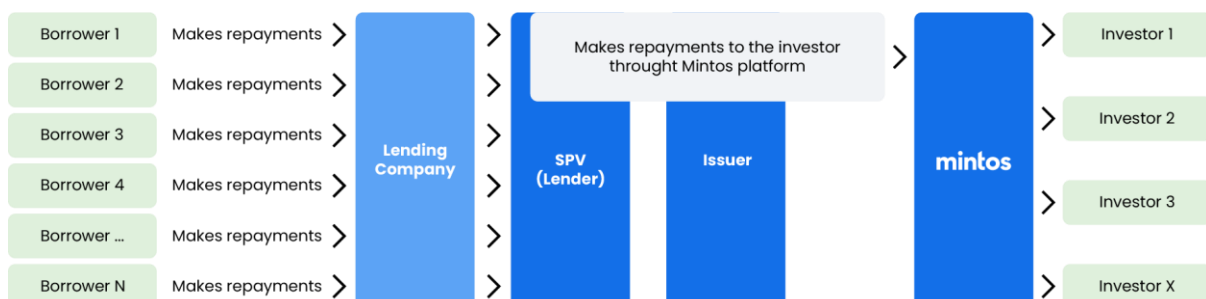 Borrower 1
Makes repayments
Borrower 2
Makes repayments
Borrower 3
Makes repayments
Borrower 4
Makes repayments
Borrower ...
Makes repayments
Borrower N
Makes repayments
Lending
Company
SPV
(Lender)
Makes repayments to the investor
throught Mintos platform
Issuer
mintos
Investor 1
Investor 2
Investor 3
Investor X